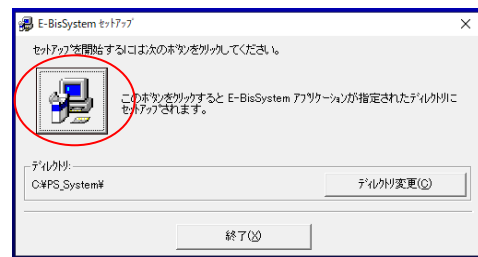 E-BisSystem ｾｯﾄｱｯﾌﾟ
ｾｯﾄｱｯﾌﾟを開始するには次のﾎﾞﾀﾝをｸﾘｯｸしてください。
このﾎﾞﾀﾝをｸﾘｯｸすると E-BisSystem ｱﾌﾟﾘｹｰｼｮﾝが指定されたﾃﾞｨﾚｸﾄﾘに
ｾｯﾄｱｯﾌﾟされます。
ﾃﾞｨﾚｸﾄﾘ:
C:¥PS_System¥
ﾃﾞｨﾚｸﾄﾘ変更(C)
終了(X)